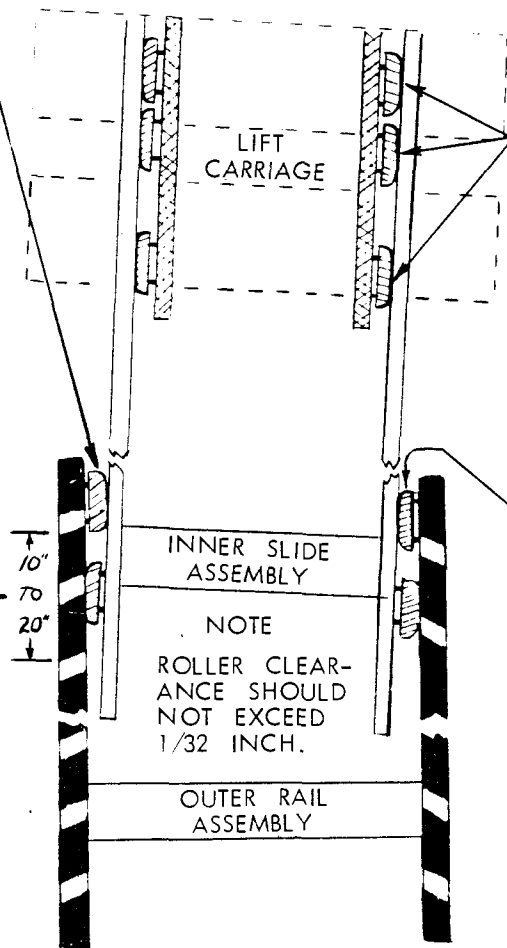 LIFT
CARRIAGE
INNER SLIDE
ASSEMBLY
10"
TO
20"
NOTE
ROLLER CLEAR-
ANCE SHOULD
NOT EXCEED
1/32 INCH.
OUTER RAIL
ASSEMBLY